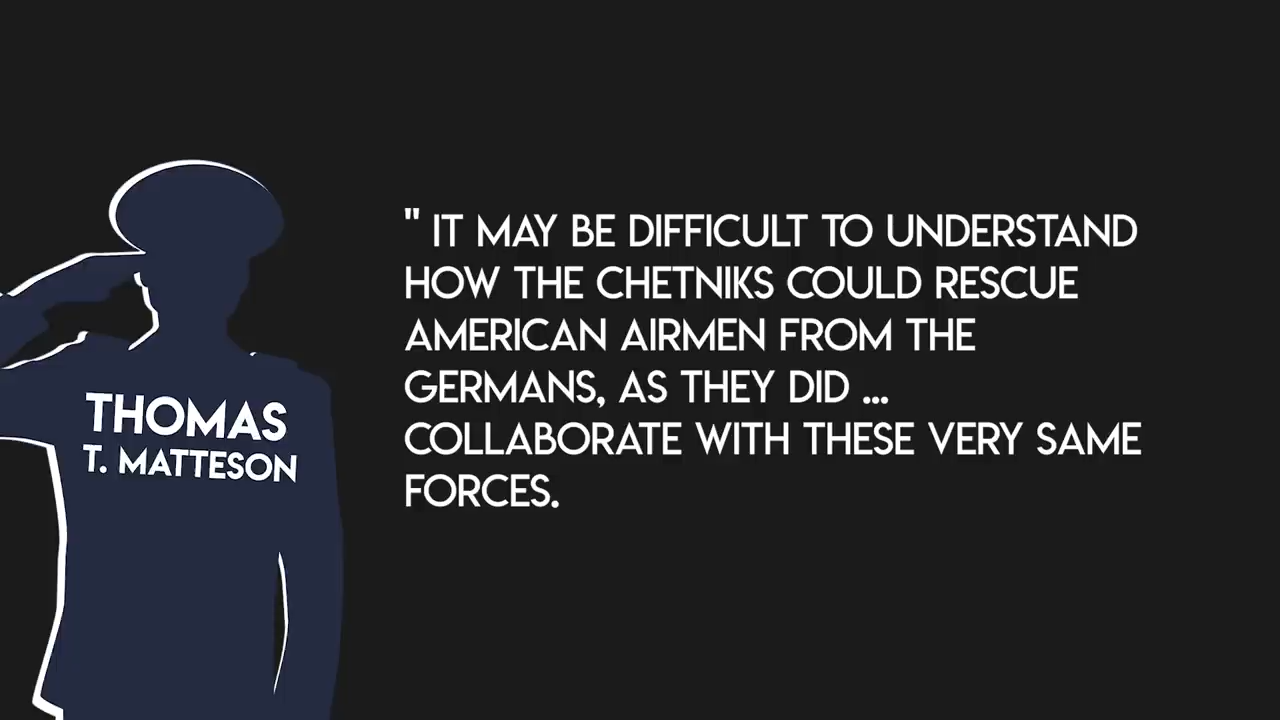 THOMAS
T. MATTESON
" IT MAY BE DIFFICULT TO UNDERSTAND
HOW THE CHETNIKS COULD RESCUE
AMERICAN AIRMEN FROM THE
GERMANS, AS THEY DID ...
COLLABORATE WITH THESE VERY SAME
FORCES.